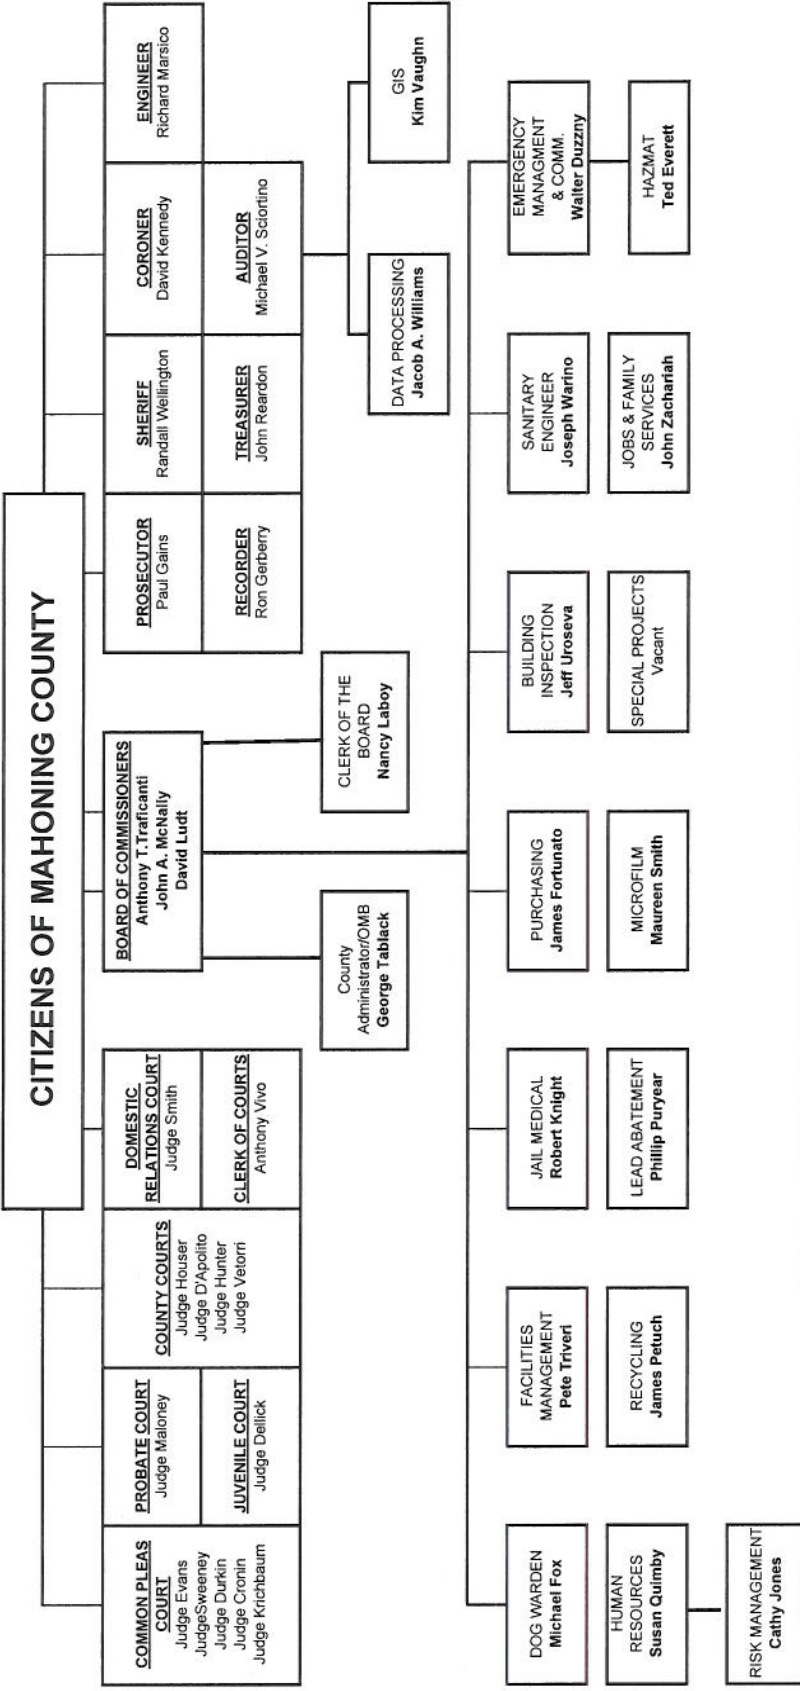 CITIZENS OF MAHONING COUNTY
COMMON PLEAS
COURT
Judge Evans
JudgeSweeney
Judge Durkin
Judge Cronin
Judge Krichbaum
PROBATE COURT
Judge Maloney
JUVENILE COURT
Judge Dellick
COUNTY COURTS
Judge Houser
Judge D'Apolito
Judge Hunter
Judge Vetorri
DOMESTIC
RELATIONS COURT
Judge Smith
CLERK OF COURTS
Anthony Vivo
BOARD OF COMMISSIONERS
Anthony T.Traficanti
John A. McNally
David Ludt
PROSECUTOR
Paul Gains
SHERIFF
Randall Wellington
CORONER
David Kennedy
ENGINEER
Richard Marsico
RECORDER
Ron Gerberry
TREASURER
John Reardon
AUDITOR
Michael V. Sciortino
County
Administrator/OMB
George Tablack
CLERK OF THE
BOARD
Nancy Laboy
DATA PROCESSING
Jacob A. Williams
GIS
Kim Vaughn
DOG WARDEN
Michael Fox
FACILITIES
MANAGEMENT
Pete Triveri
JAIL MEDICAL
Robert Knight
PURCHASING
James Fortunato
BUILDING
INSPECTION
Jeff Uroseva
SANITARY
ENGINEER
Joseph Warino
EMERGENCY
MANAGMENT
& COMM.
Walter Duzzny
HUMAN
RESOURCES
Susan Quimby
RECYCLING
James Petuch
LEAD ABATEMENT
Phillip Puryear
MICROFILM
Maureen Smith
SPECIAL PROJECTS
Vacant
JOBS & FAMILY
SERVICES
John Zachariah
HAZMAT
Ted Everett
RISK MANAGEMENT
Cathy Jones